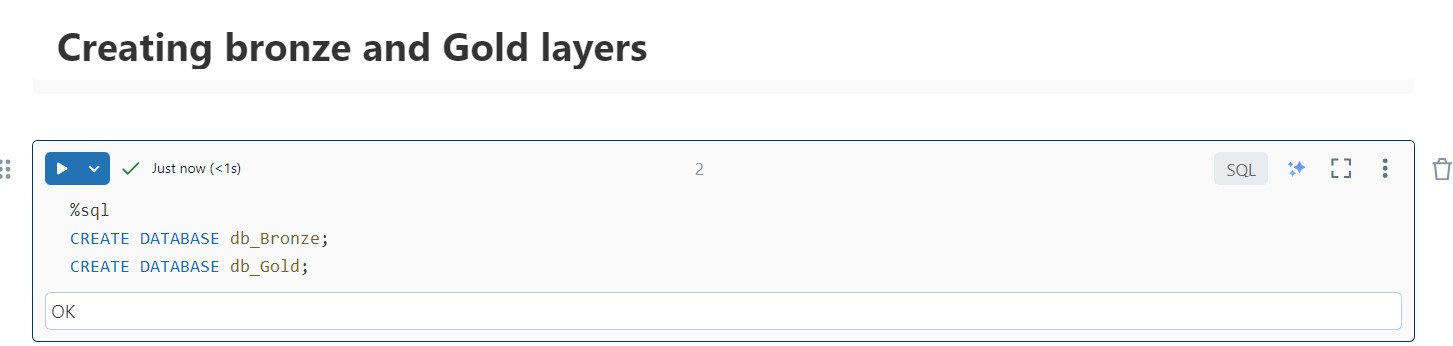 Creating bronze and Gold layers
Just now (<1s)
2
SQL
%sql
CREATE DATABASE db_Bronze;
CREATE DATABASE db_Gold;
OK